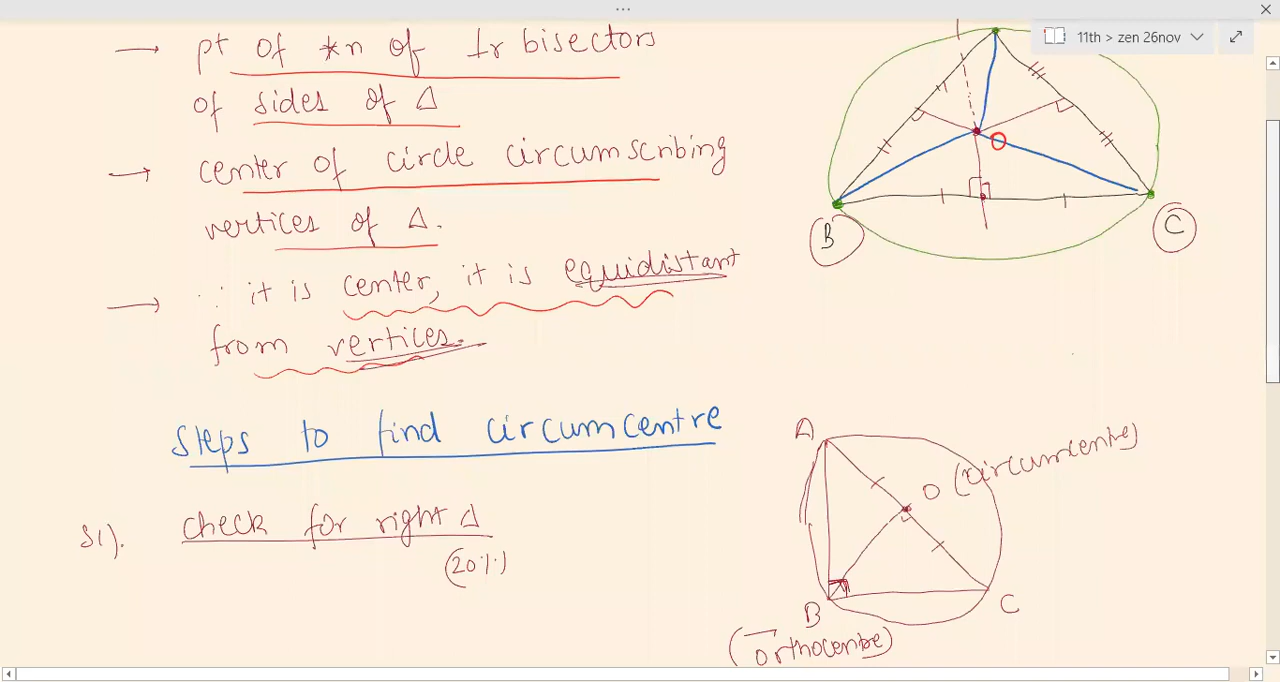 ...
11th > zen 26nov
→ pt of *n of ⊥r bisectors
of sides of Δ
→ center of circle circumscribing
vertices of Δ.
→ ∵ it is center, it is equidistant
from vertices.
O
B
C
steps to find circumcentre
S1). check for right Δ
(20%)
A
O (circumcentre)
B
C
(orthocentre)